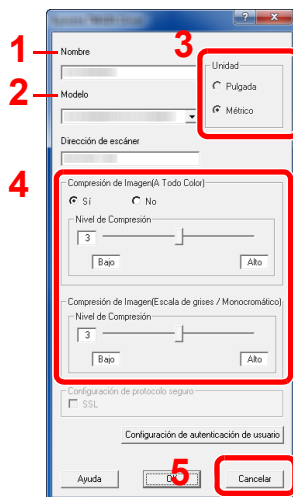 1
Nombre
3
Unidad
Pulgada
Métrico
2
Modelo
Dirección de escáner
4
Compresión de Imagen(A Todo Color)
Sí No
Nivel de Compresión
3
Bajo Alto
Compresión de Imagen(Escala de grises / Monocromático)
Nivel de Compresión
3
Bajo Alto
Configuración de protocolo seguro
SSL
Configuración de autenticación de usuario
5
Ayuda Cancelar